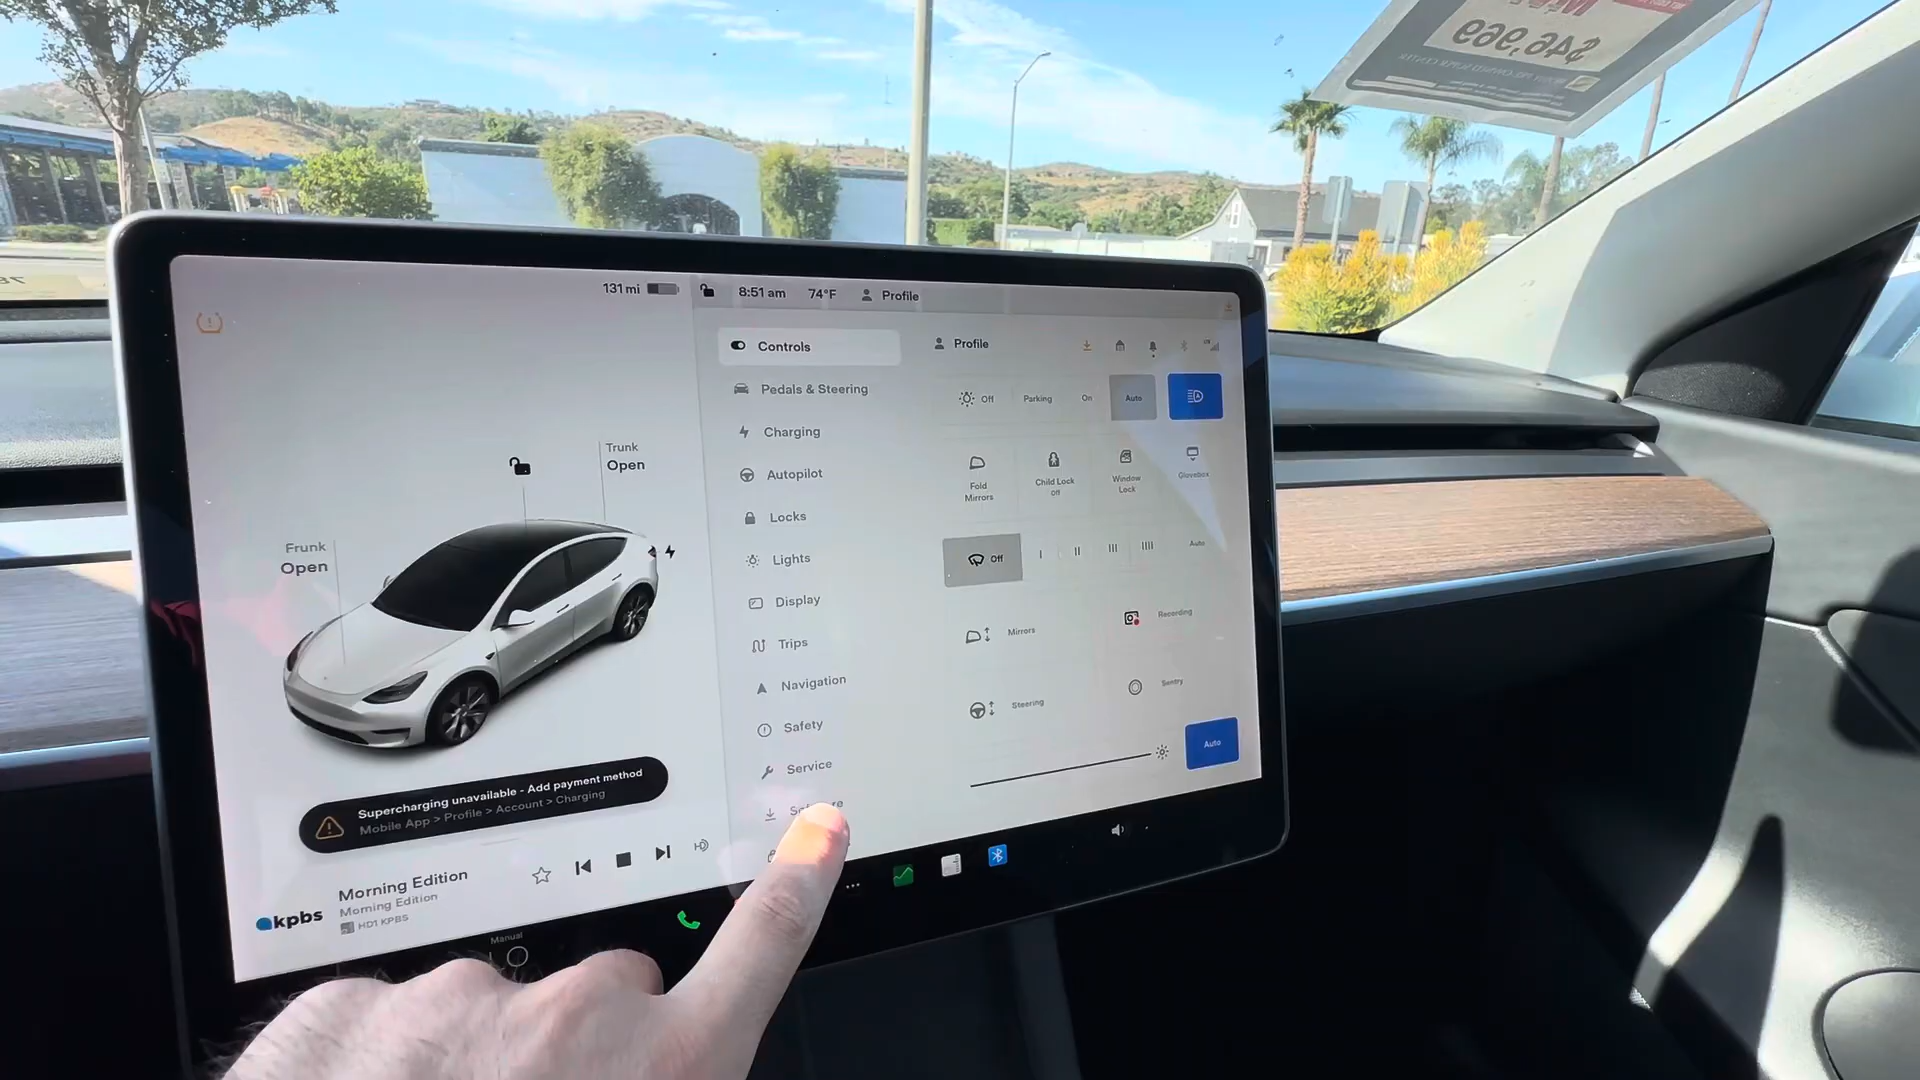 $46,969
131 mi
8:51 am
74°F
Profile
Controls
Profile
Pedals & Steering
Off
Parking
On
Auto
Charging
Trunk
Open
Autopilot
Fold
Mirrors
Child Lock
Off
Window
Lock
Glovebox
Locks
Frunk
Open
Lights
Off
I
II
III
IIII
Auto
Display
Trips
Mirrors
Recording
Navigation
Steering
Sentry
Safety
Service
Auto
Supercharging unavailable - Add payment method
Mobile App > Profile > Account > Charging
Morning Edition
Morning Edition
HD1 KPBS
kpbs
Manual